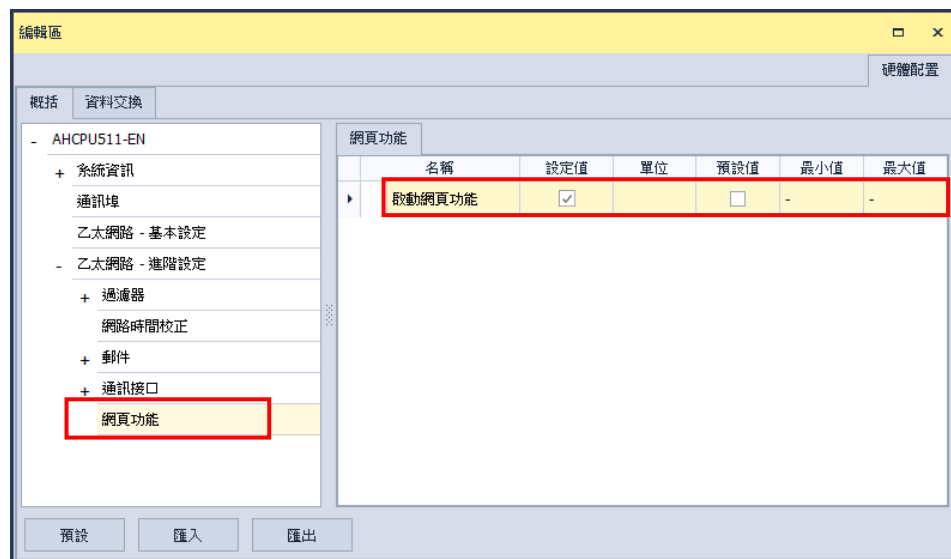 編輯區
硬體配置
概括 資料交換
- AHCPU511-EN
+ 系統資訊
通訊埠
乙太網路 - 基本設定
- 乙太網路 - 進階設定
+ 過濾器
網路時間校正
+ 郵件
+ 通訊接口
網頁功能
網頁功能
名稱 設定值 單位 預設值 最小值 最大值
啟動網頁功能 - -
預設 匯入 匯出